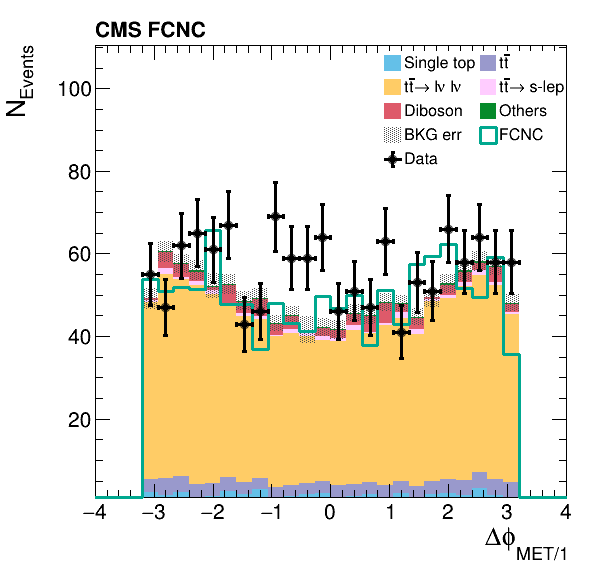 CMS FCNC
N_Events
Single top
tt̄
tt̄→ lν lν
tt̄→ s-lep
Diboson
Others
BKG err
FCNC
Data
100
80
60
40
20
−4 −3 −2 −1 0 1 2 3 4
Δϕ_MET/1